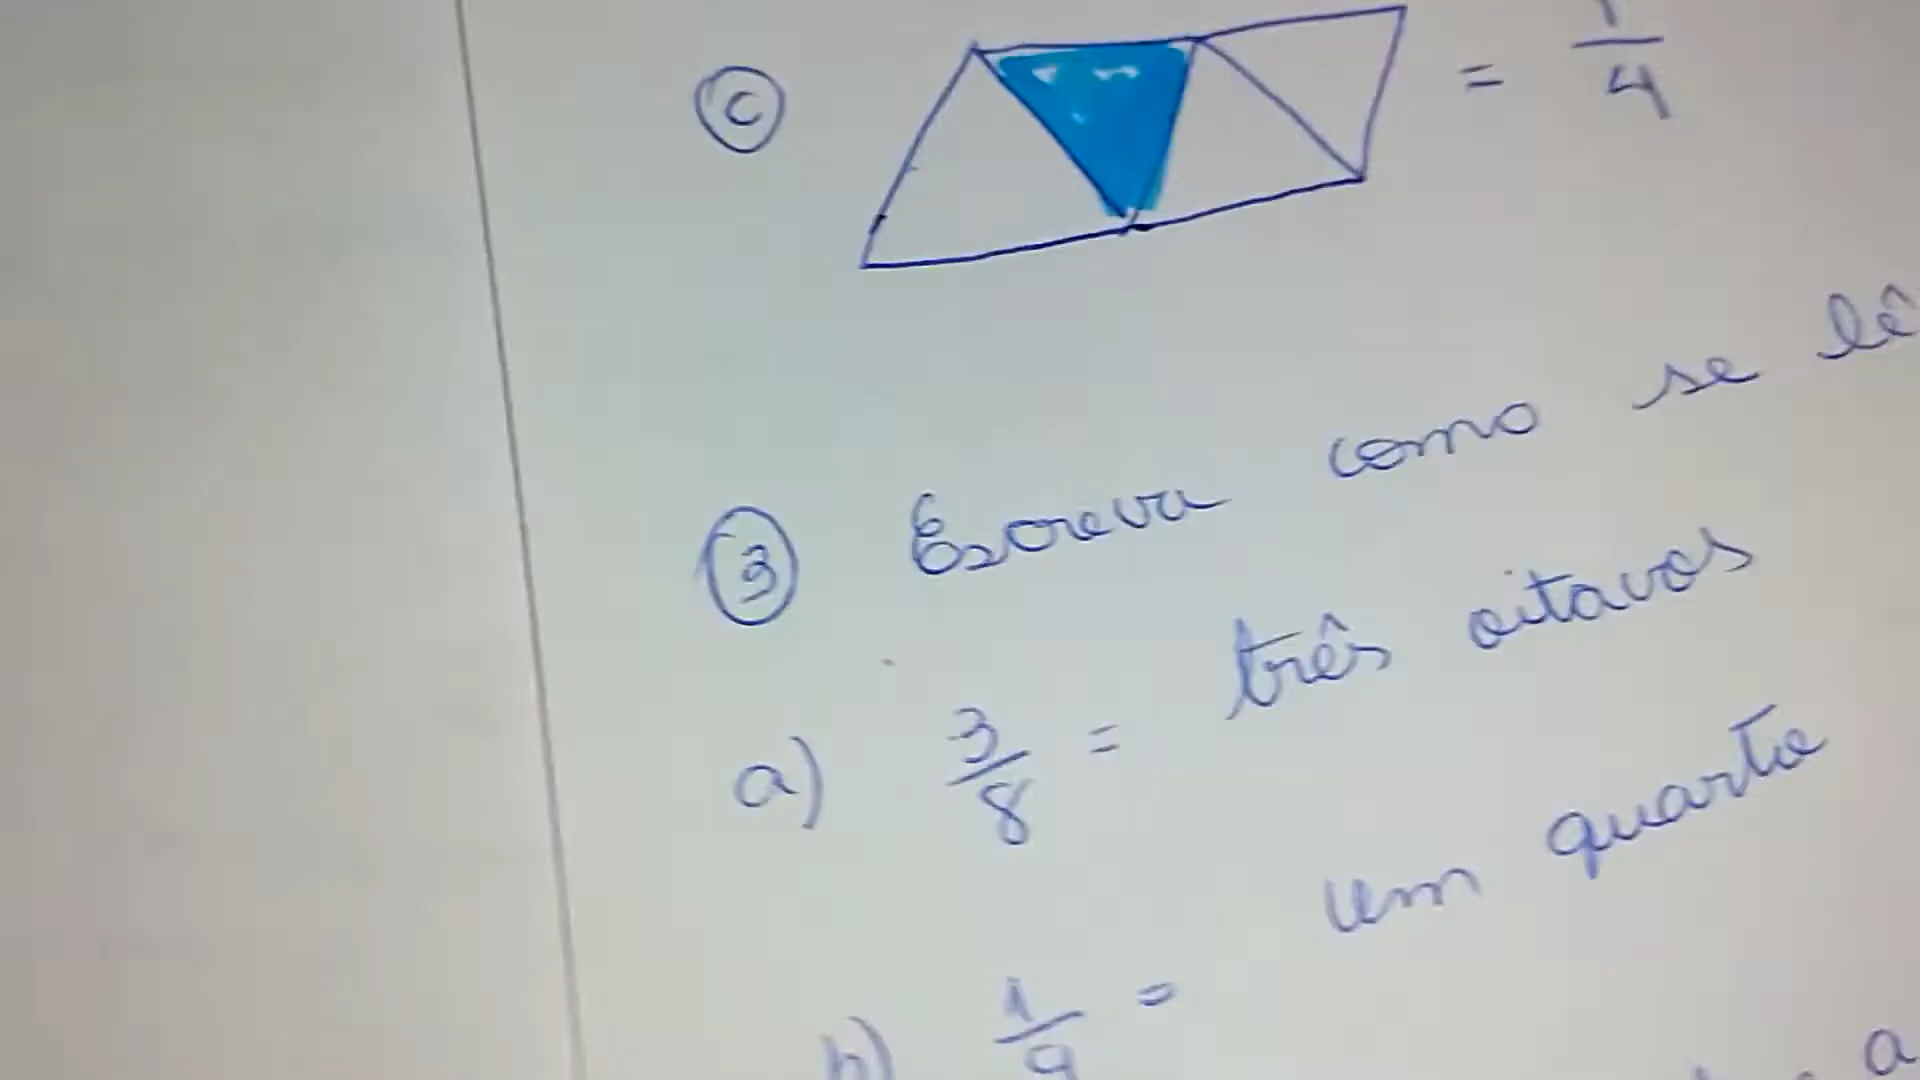 c = 1/4
3 Escreva como se lê
a) 3/8 = três oitavos
b) 1/4 = um quarto